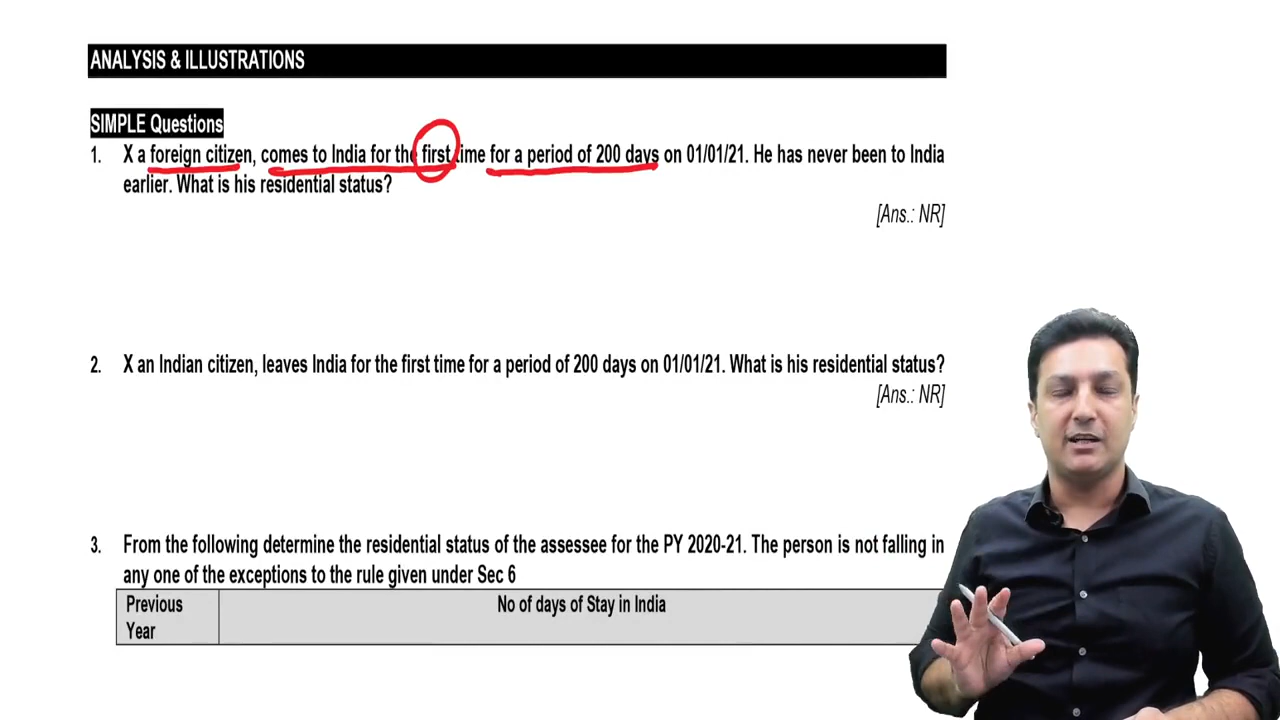 ANALYSIS & ILLUSTRATIONS
SIMPLE Questions
1. X a foreign citizen, comes to India for the first time for a period of 200 days on 01/01/21. He has never been to India
earlier. What is his residential status?
[Ans.: NR]
2. X an Indian citizen, leaves India for the first time for a period of 200 days on 01/01/21. What is his residential status?
[Ans.: NR]
3. From the following determine the residential status of the assessee for the PY 2020-21. The person is not falling in
any one of the exceptions to the rule given under Sec 6
Previous No of days of Stay in India
Year